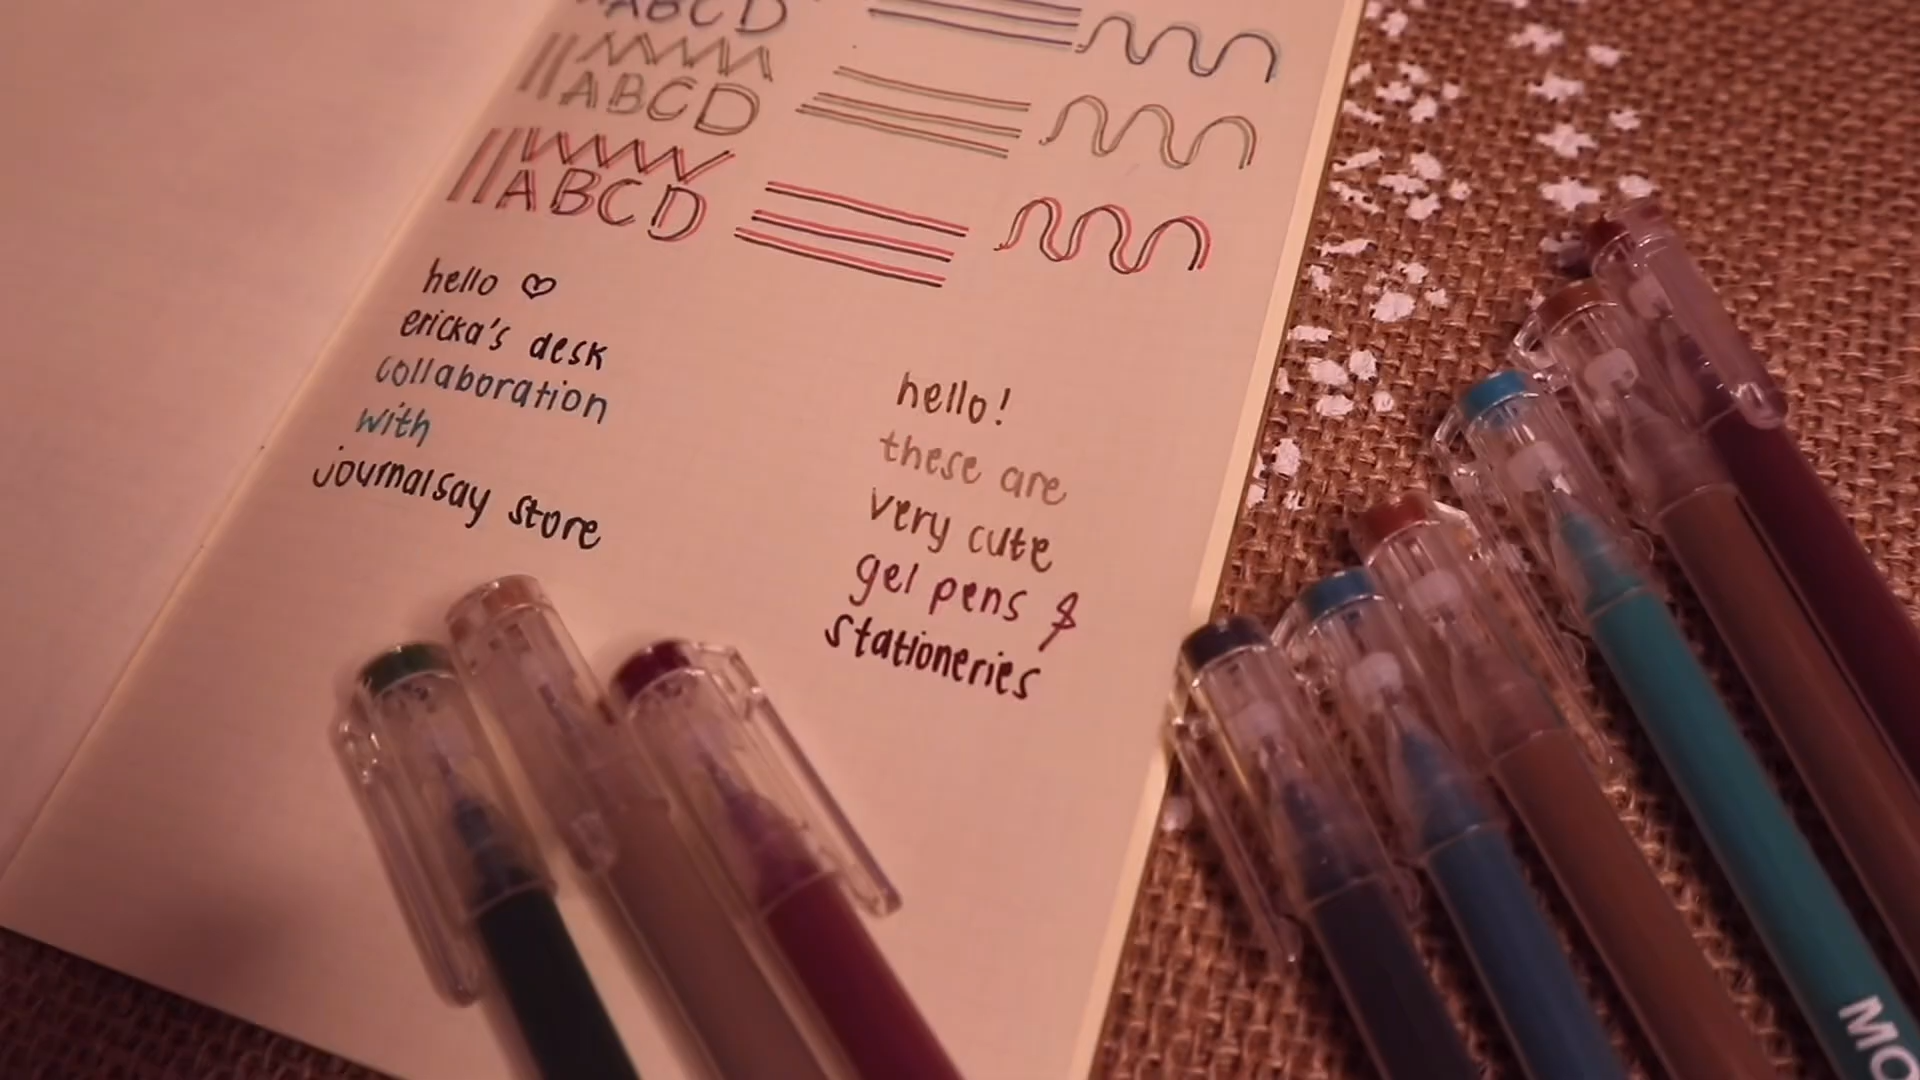 ABCD
ABCD
ABCD
hello ♡
ericka's desk
collaboration
with
journalsay store
hello!
these are
very cute
gel pens &
stationeries
MO